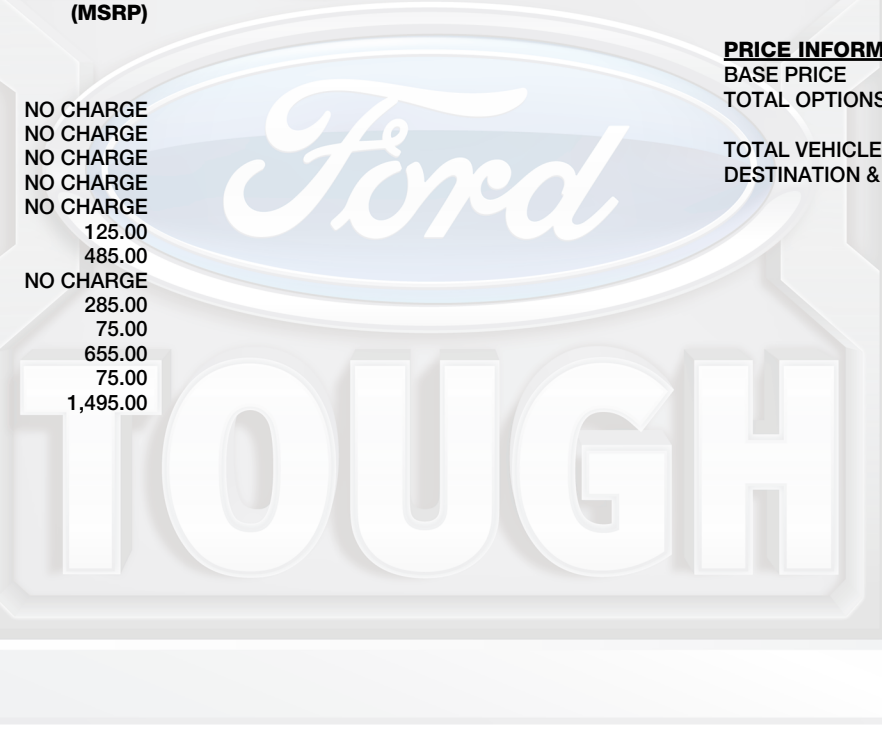 (MSRP)
NO CHARGE
NO CHARGE
NO CHARGE
NO CHARGE
NO CHARGE
125.00
485.00
NO CHARGE
285.00
75.00
655.00
75.00
1,495.00
PRICE INFORM
BASE PRICE
TOTAL OPTIONS
TOTAL VEHICLE
DESTINATION &
Ford
TOUGH